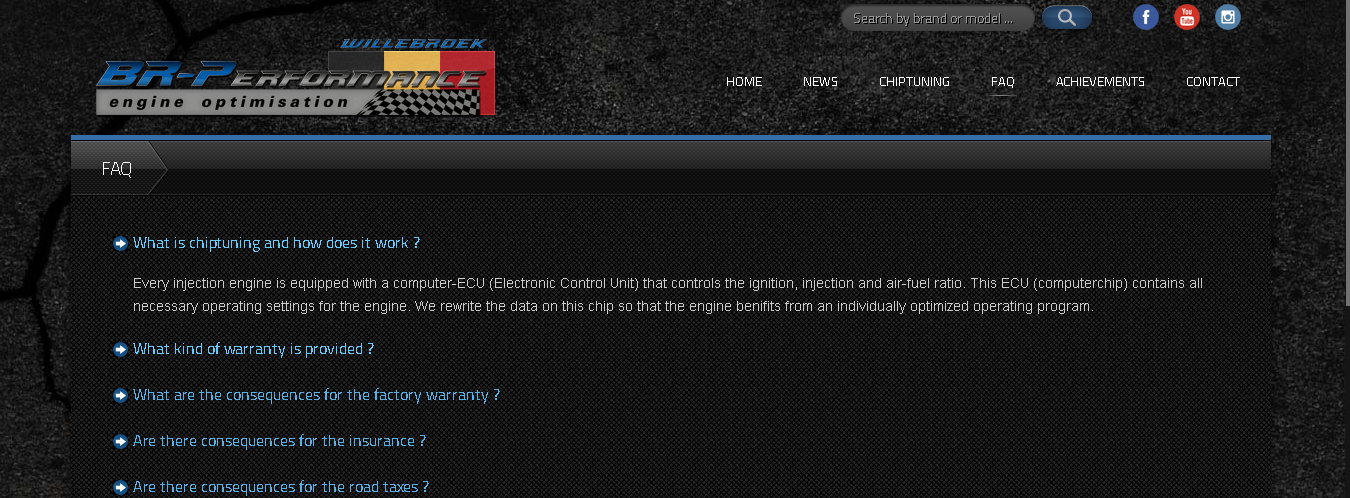 Search by brand or model ...
You
Tube
WILLEBROEK
BR-PERFORMANCE
engine optimisation
HOME NEWS CHIPTUNING FAQ ACHIEVEMENTS CONTACT
FAQ
What is chiptuning and how does it work ?
Every injection engine is equipped with a computer-ECU (Electronic Control Unit) that controls the ignition, injection and air-fuel ratio. This ECU (computerchip) contains all
necessary operating settings for the engine. We rewrite the data on this chip so that the engine benifits from an individually optimized operating program.
What kind of warranty is provided ?
What are the consequences for the factory warranty ?
Are there consequences for the insurance ?
Are there consequences for the road taxes ?